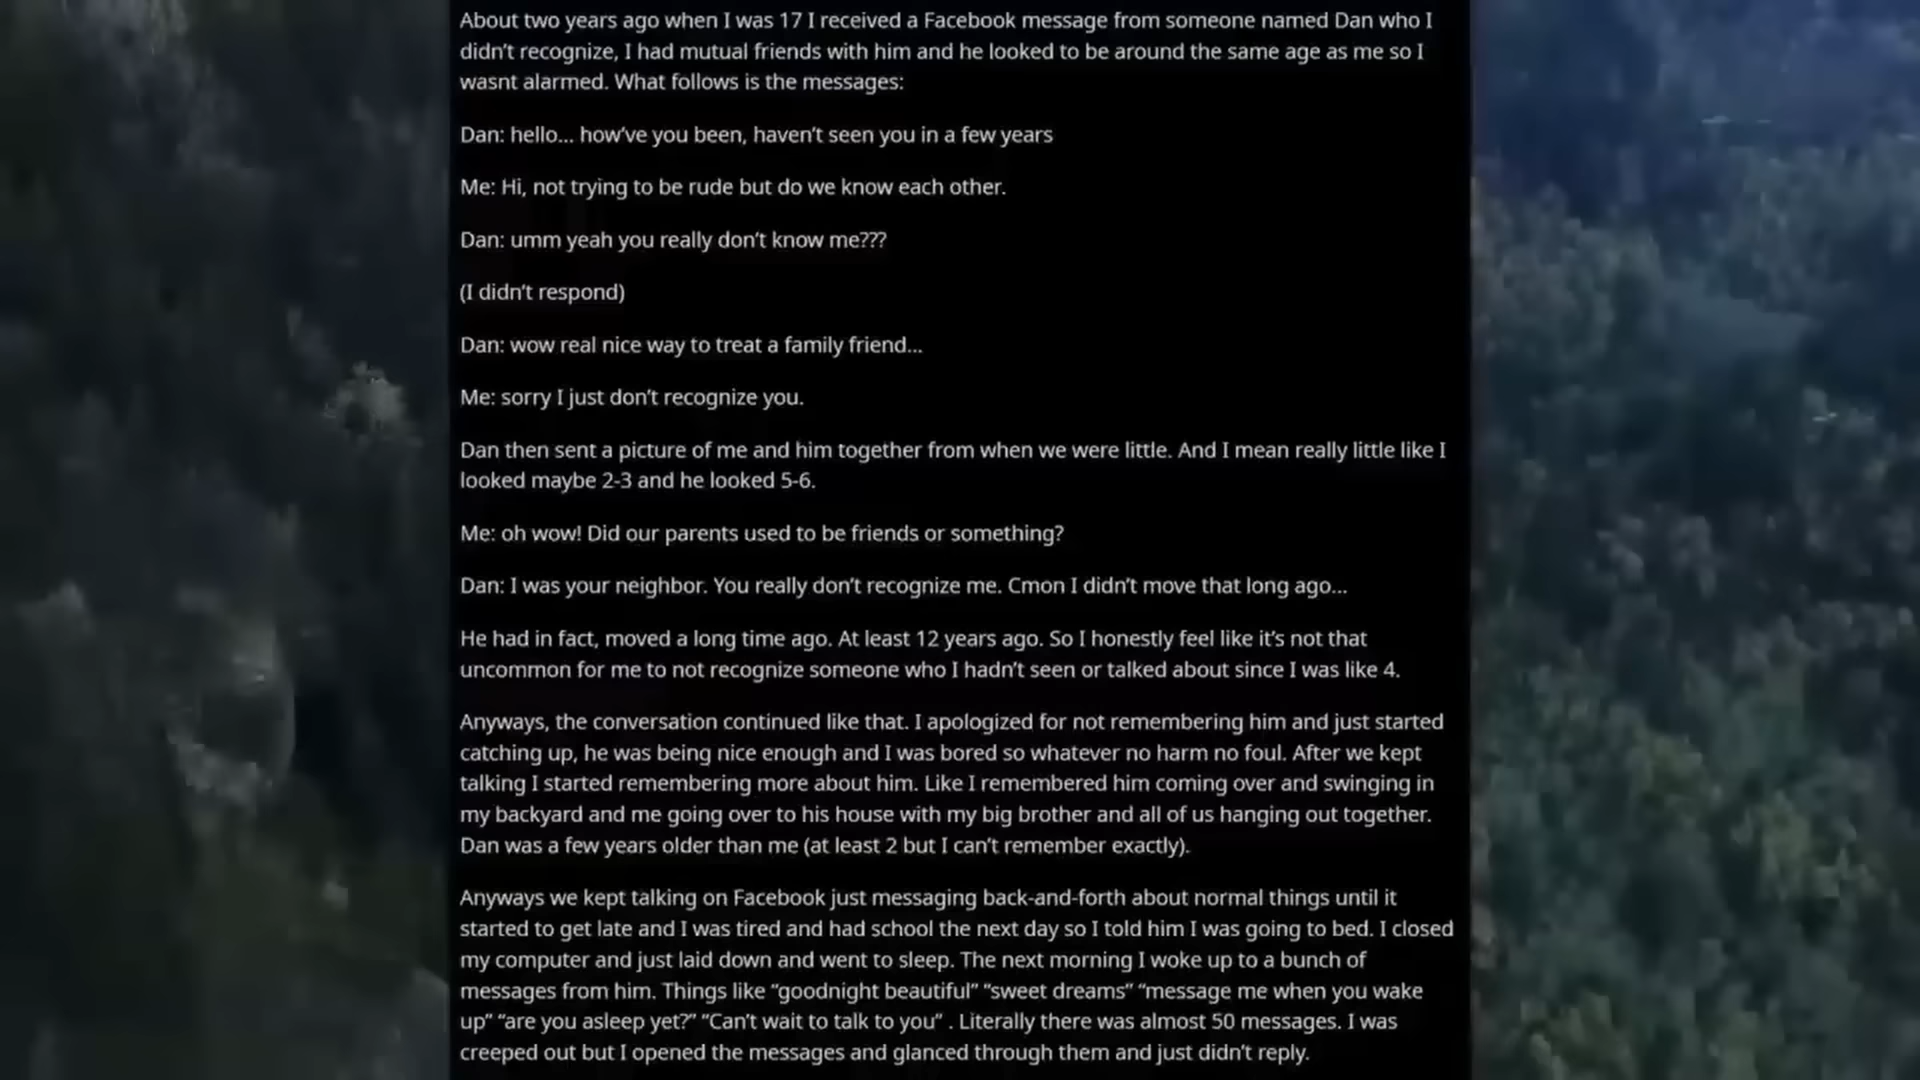 About two years ago when I was 17 I received a Facebook message from someone named Dan who I
didn't recognize, I had mutual friends with him and he looked to be around the same age as me so I
wasnt alarmed. What follows is the messages:
Dan: hello... how've you been, haven't seen you in a few years
Me: Hi, not trying to be rude but do we know each other.
Dan: umm yeah you really don't know me???
(I didn't respond)
Dan: wow real nice way to treat a family friend...
Me: sorry I just don't recognize you.
Dan then sent a picture of me and him together from when we were little. And I mean really little like I
looked maybe 2-3 and he looked 5-6.
Me: oh wow! Did our parents used to be friends or something?
Dan: I was your neighbor. You really don't recognize me. Cmon I didn't move that long ago...
He had in fact, moved a long time ago. At least 12 years ago. So I honestly feel like it's not that
uncommon for me to not recognize someone who I hadn't seen or talked about since I was like 4.
Anyways, the conversation continued like that. I apologized for not remembering him and just started
catching up, he was being nice enough and I was bored so whatever no harm no foul. After we kept
talking I started remembering more about him. Like I remembered him coming over and swinging in
my backyard and me going over to his house with my big brother and all of us hanging out together.
Dan was a few years older than me (at least 2 but I can't remember exactly).
Anyways we kept talking on Facebook just messaging back-and-forth about normal things until it
started to get late and I was tired and had school the next day so I told him I was going to bed. I closed
my computer and just laid down and went to sleep. The next morning I woke up to a bunch of
messages from him. Things like “goodnight beautiful” “sweet dreams” “message me when you wake
up” “are you asleep yet?” “Can't wait to talk to you” . Literally there was almost 50 messages. I was
creeped out but I opened the messages and glanced through them and just didn't reply.